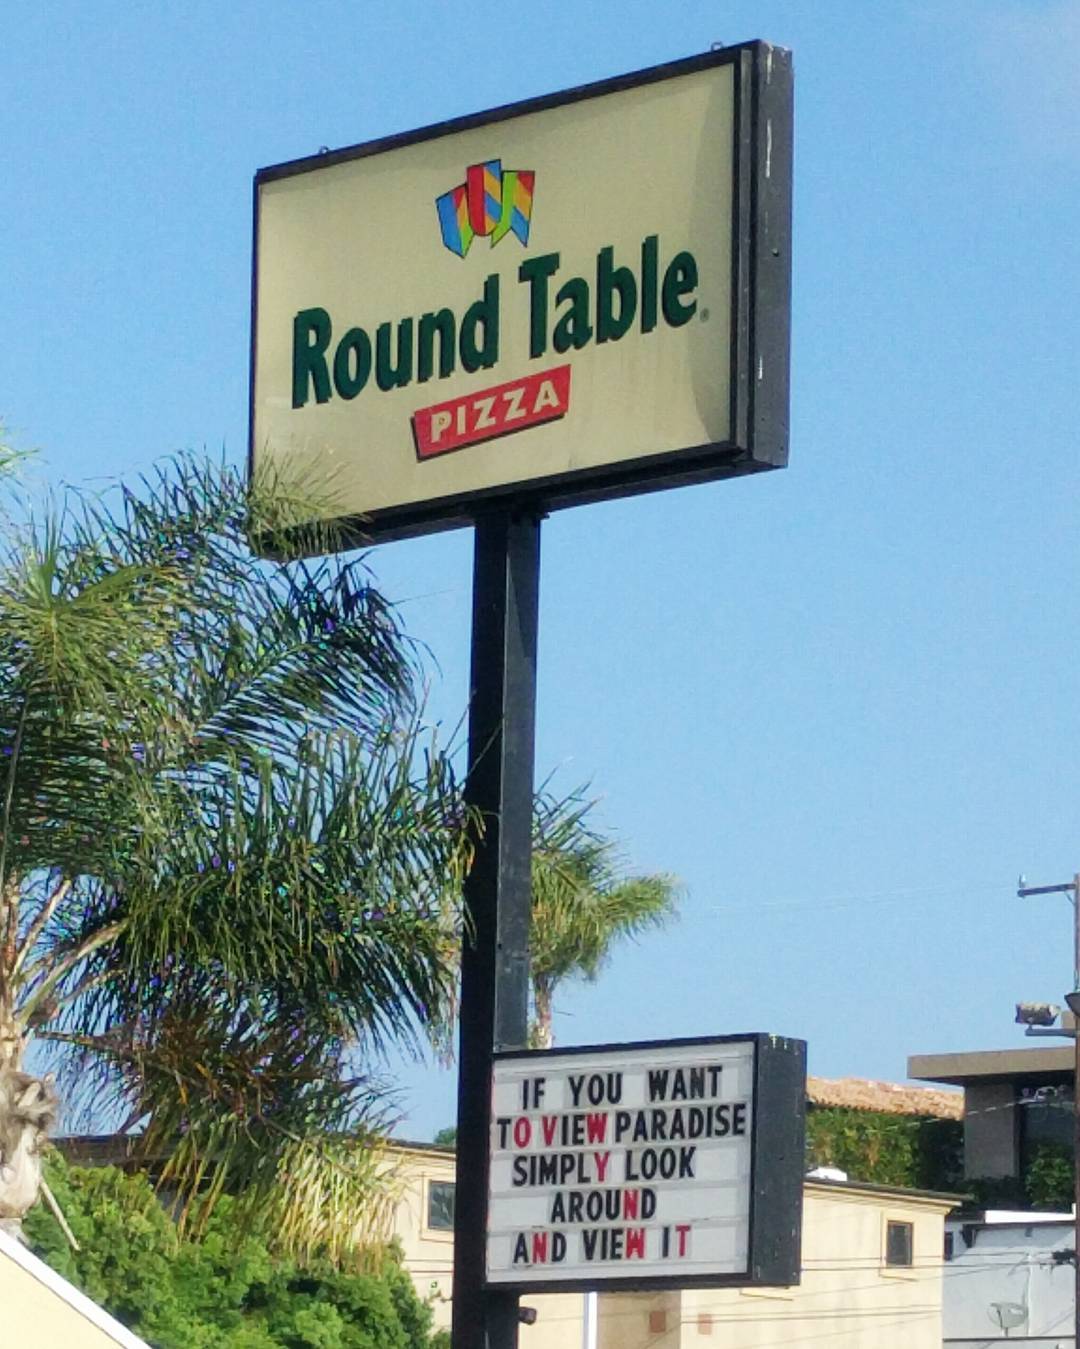 Round Table
PIZZA
IF YOU WANT
TO VIEW PARADISE
SIMPLY LOOK
AROUND
AND VIEW IT